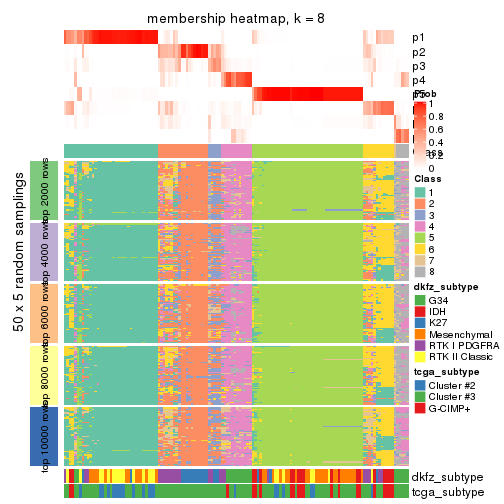 membership heatmap, k = 8
p1
p2
p3
p4
Prob
1
0.8
0.6
0.4
0.2
0
Class
1
2
3
4
5
6
7
8
dkfz_subtype
G34
IDH
K27
Mesenchymal
RTK I PDGFRA
RTK II Classic
tcga_subtype
Cluster #2
Cluster #3
G-CIMP+
50 x 5 random samplings
top 2000 rows
top 4000 rows
top 6000 rows
top 8000 rows
top 10000 rows
dkfz_subtype
tcga_subtype